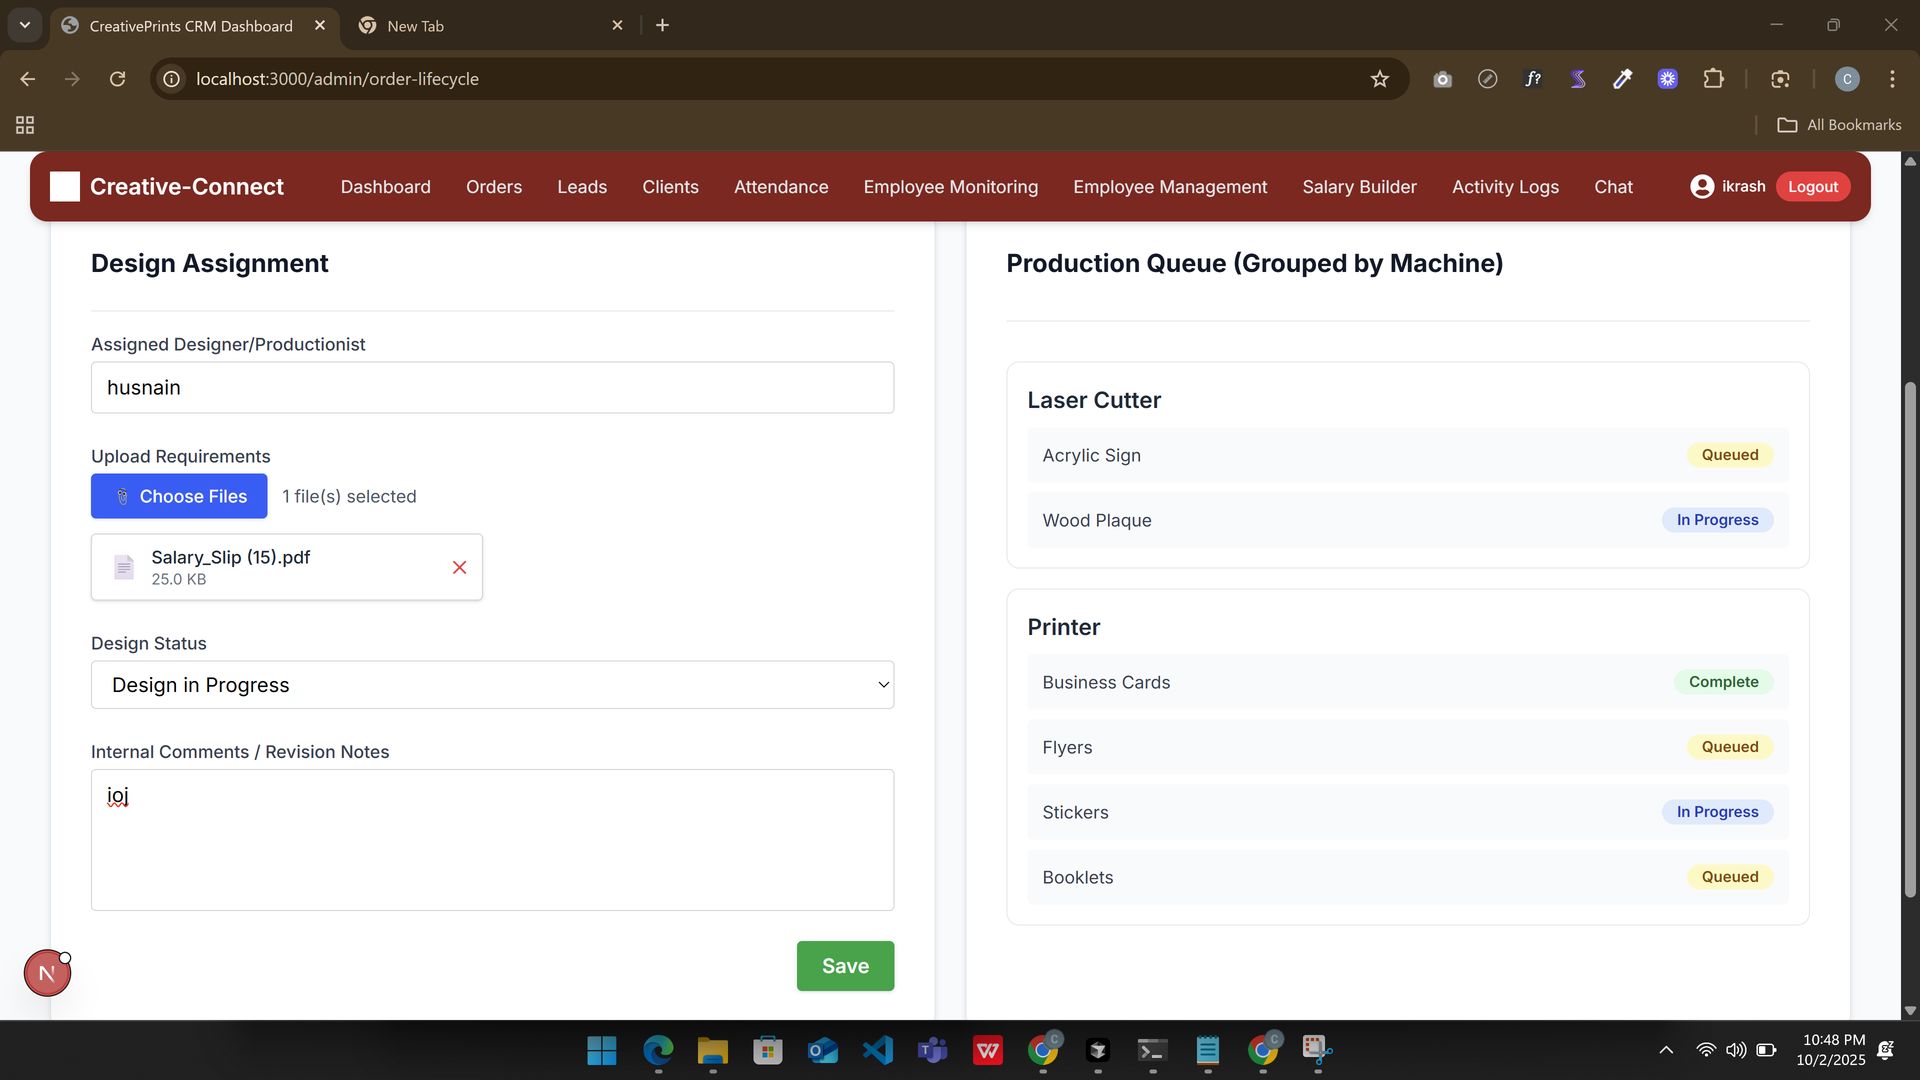 CreativePrints CRM Dashboard
New Tab
localhost:3000/admin/order-lifecycle
f?
C
All Bookmarks
Creative-Connect
Dashboard
Orders
Leads
Clients
Attendance
Employee Monitoring
Employee Management
Salary Builder
Activity Logs
Chat
ikrash
Logout
Design Assignment
Assigned Designer/Productionist
husnain
Upload Requirements
Choose Files
1 file(s) selected
Salary_Slip (15).pdf
25.0 KB
Design Status
Design in Progress
Internal Comments / Revision Notes
ioj
Save
Production Queue (Grouped by Machine)
Laser Cutter
Acrylic Sign
Queued
Wood Plaque
In Progress
Printer
Business Cards
Complete
Flyers
Queued
Stickers
In Progress
Booklets
Queued
N
10:48 PM
10/2/2025